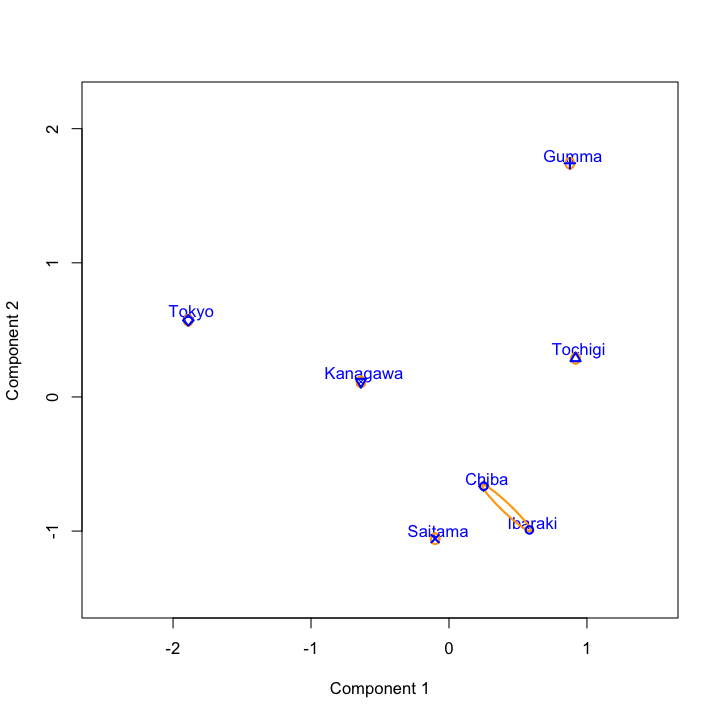 2
1
0
-1
Component 2
Gumma
Tokyo
Tochigi
Kanagawa
Chiba
Ibaraki
Saitama
-2
-1
0
1
Component 1